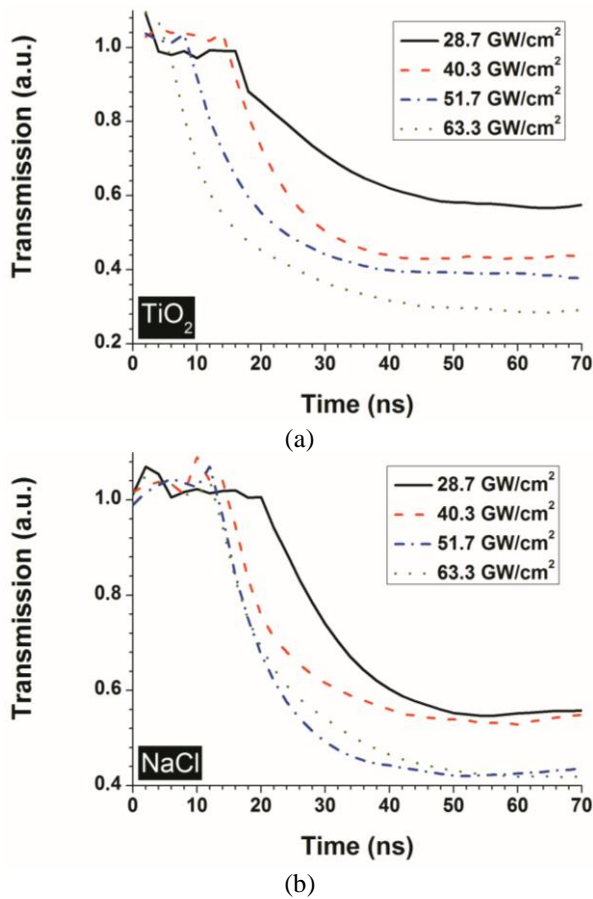 Transmission (a.u.)
1.0
0.8
0.6
0.4
0.2
28.7 GW/cm²
40.3 GW/cm²
51.7 GW/cm²
63.3 GW/cm²
TiO₂
0 10 20 30 40 50 60 70
Time (ns)
(a)
Transmission (a.u.)
1.0
0.8
0.6
0.4
28.7 GW/cm²
40.3 GW/cm²
51.7 GW/cm²
63.3 GW/cm²
NaCl
0 10 20 30 40 50 60 70
Time (ns)
(b)